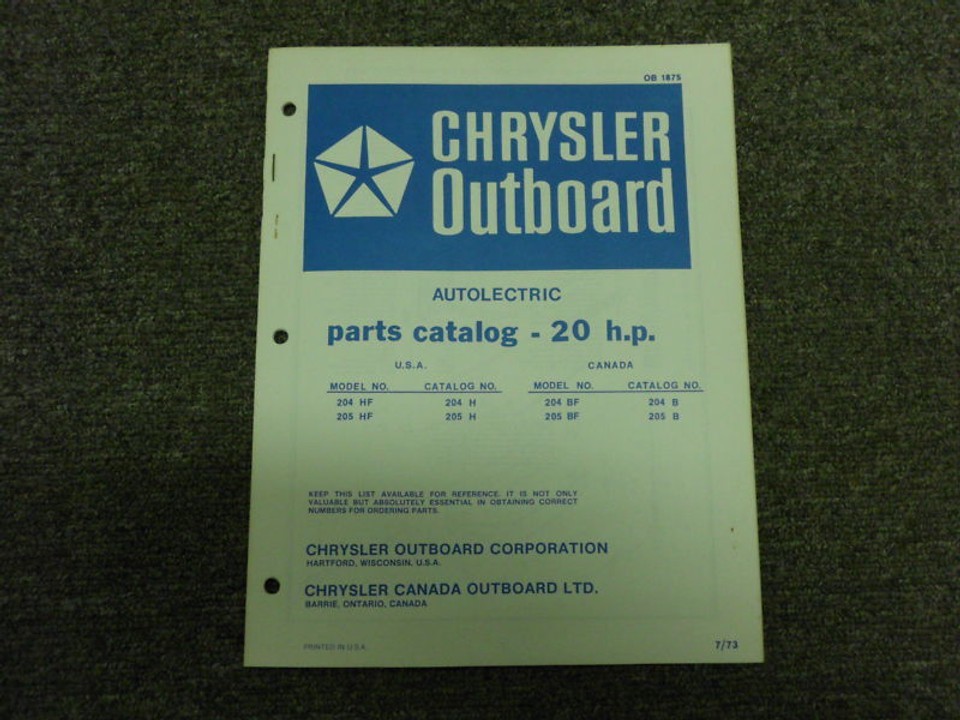 OB 1875
CHRYSLER
Outboard
AUTOLECTRIC
parts catalog - 20 h.p.
U.S.A. CANADA
MODEL NO. CATALOG NO. MODEL NO. CATALOG NO.
204 HF 204 H 204 BF 204 B
205 HF 205 H 205 BF 205 B
KEEP THIS LIST AVAILABLE FOR REFERENCE. IT IS NOT ONLY
VALUABLE BUT ABSOLUTELY ESSENTIAL IN OBTAINING CORRECT
NUMBERS FOR ORDERING PARTS.
CHRYSLER OUTBOARD CORPORATION
HARTFORD, WISCONSIN, U.S.A.
CHRYSLER CANADA OUTBOARD LTD.
BARRIE, ONTARIO, CANADA
PRINTED IN U.S.A. 7/73